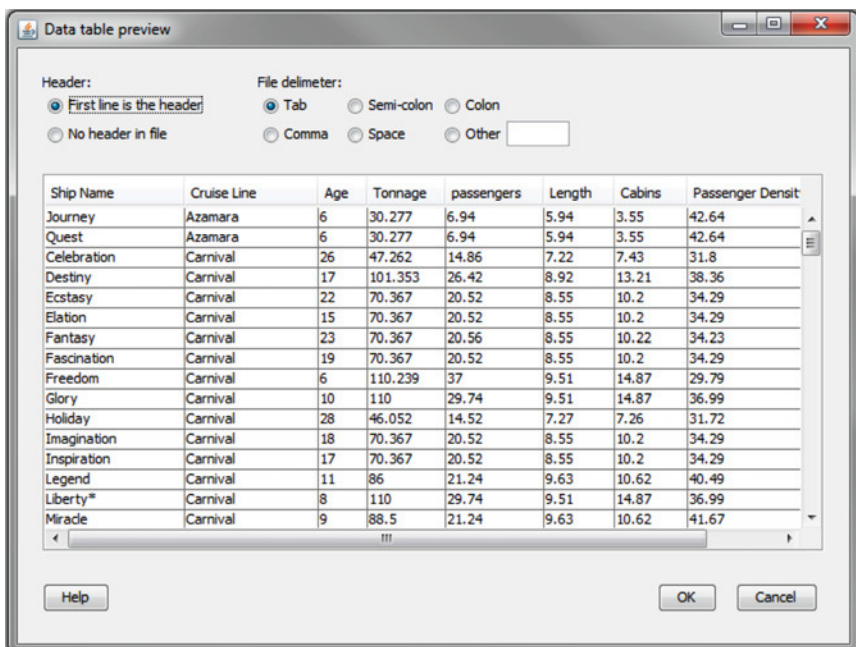 Data table preview
Header: File delimeter:
First line is the header Tab Semi-colon Colon
No header in file Comma Space Other
Ship Name Cruise Line Age Tonnage passengers Length Cabins Passenger Densit
Journey Azamara 6 30.277 6.94 5.94 3.55 42.64
Quest Azamara 6 30.277 6.94 5.94 3.55 42.64
Celebration Carnival 26 47.262 14.86 7.22 7.43 31.8
Destiny Carnival 17 101.353 26.42 8.92 13.21 38.36
Ecstasy Carnival 22 70.367 20.52 8.55 10.2 34.29
Elation Carnival 15 70.367 20.52 8.55 10.2 34.29
Fantasy Carnival 23 70.367 20.56 8.55 10.22 34.23
Fascination Carnival 19 70.367 20.52 8.55 10.2 34.29
Freedom Carnival 6 110.239 37 9.51 14.87 29.79
Glory Carnival 10 110 29.74 9.51 14.87 36.99
Holiday Carnival 28 46.052 14.52 7.27 7.26 31.72
Imagination Carnival 18 70.367 20.52 8.55 10.2 34.29
Inspiration Carnival 17 70.367 20.52 8.55 10.2 34.29
Legend Carnival 11 86 21.24 9.63 10.62 40.49
Liberty* Carnival 8 110 29.74 9.51 14.87 36.99
Miracle Carnival 9 88.5 21.24 9.63 10.62 41.67
Help OK Cancel